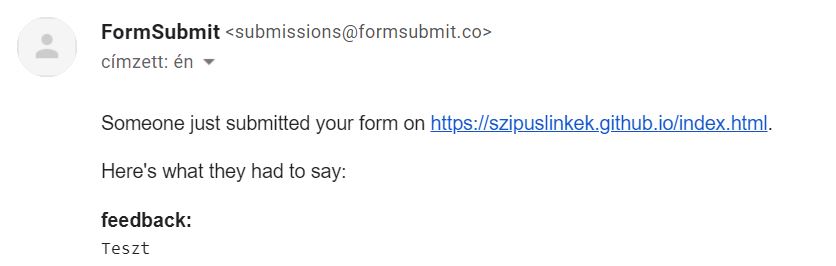 FormSubmit <submissions@formsubmit.co>
címzett: én
Someone just submitted your form on https://szipuslinkek.github.io/index.html.
Here's what they had to say:
feedback:
Teszt